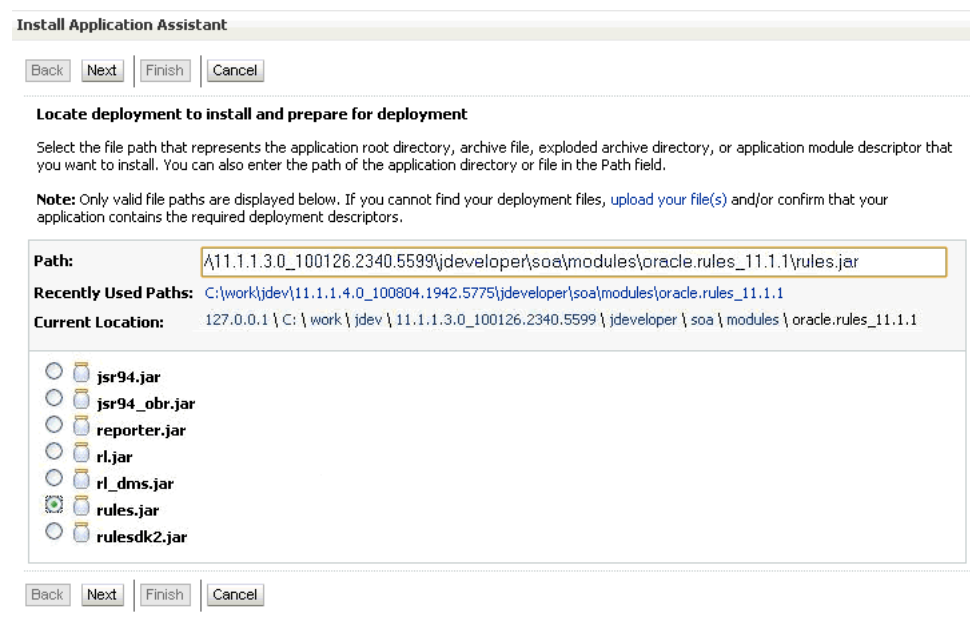 Install Application Assistant
Back Next Finish Cancel
Locate deployment to install and prepare for deployment
Select the file path that represents the application root directory, archive file, exploded archive directory, or application module descriptor that
you want to install. You can also enter the path of the application directory or file in the Path field.
Note: Only valid file paths are displayed below. If you cannot find your deployment files, upload your file(s) and/or confirm that your
application contains the required deployment descriptors.
Path: /\11.1.1.3.0_100126.2340.5599\jdeveloper\soa\modules\oracle.rules_11.1.1\rules.jar
Recently Used Paths: C:\work\jdev\11.1.1.4.0_100804.1942.5775\jdeveloper\soa\modules\oracle.rules_11.1.1
Current Location: 127.0.0.1 \ C: \ work \ jdev \ 11.1.1.3.0_100126.2340.5599 \ jdeveloper \ soa \ modules \ oracle.rules_11.1.1
jsr94.jar
jsr94_obr.jar
reporter.jar
rl.jar
rl_dms.jar
rules.jar
rulesdk2.jar
Back Next Finish Cancel